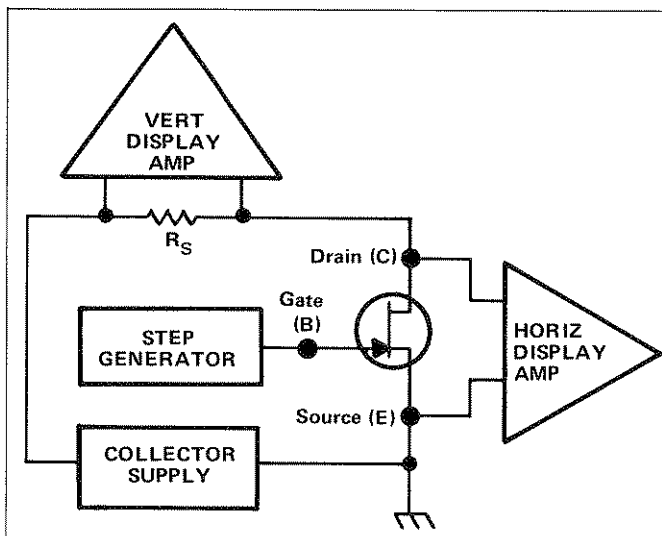 VERT
DISPLAY
AMP
R_S
Drain (C)
Gate
(B)
STEP
GENERATOR
HORIZ
DISPLAY
AMP
Source (E)
COLLECTOR
SUPPLY